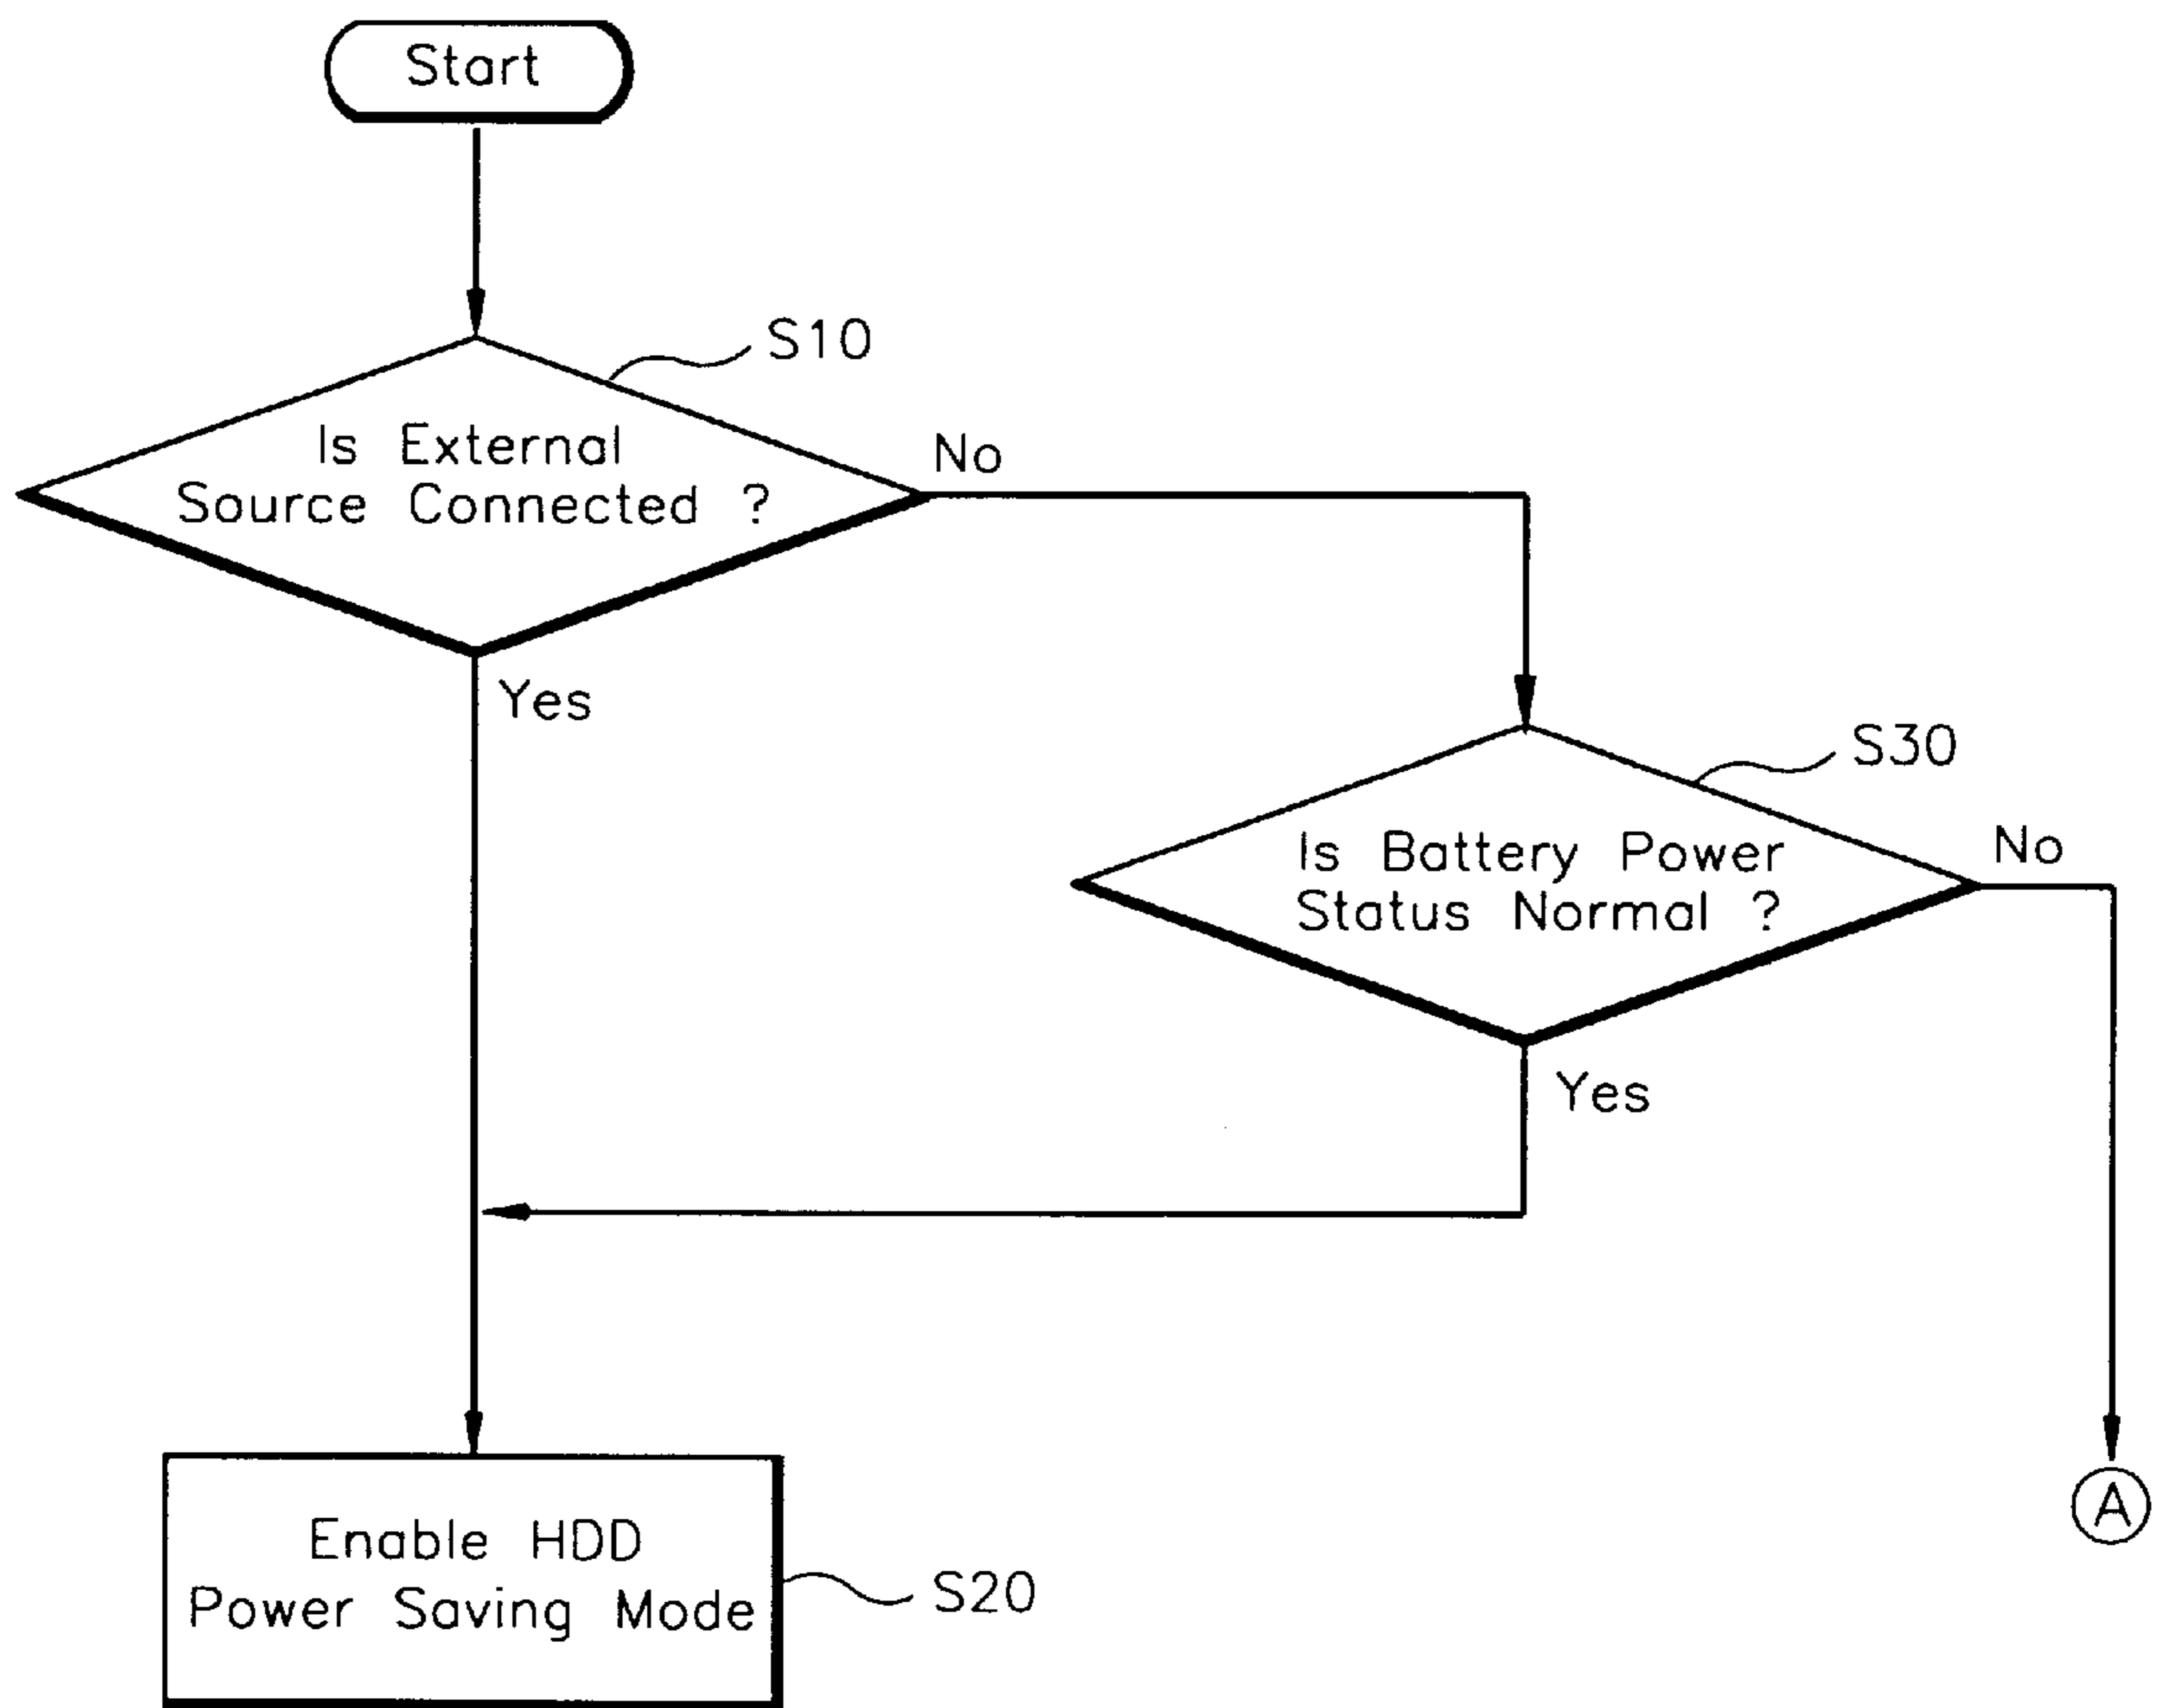 Start
S10
Is External
Source Connected ?
No
Yes
S30
Is Battery Power
Status Normal ?
No
Yes
A
Enable HDD
Power Saving Mode
S20